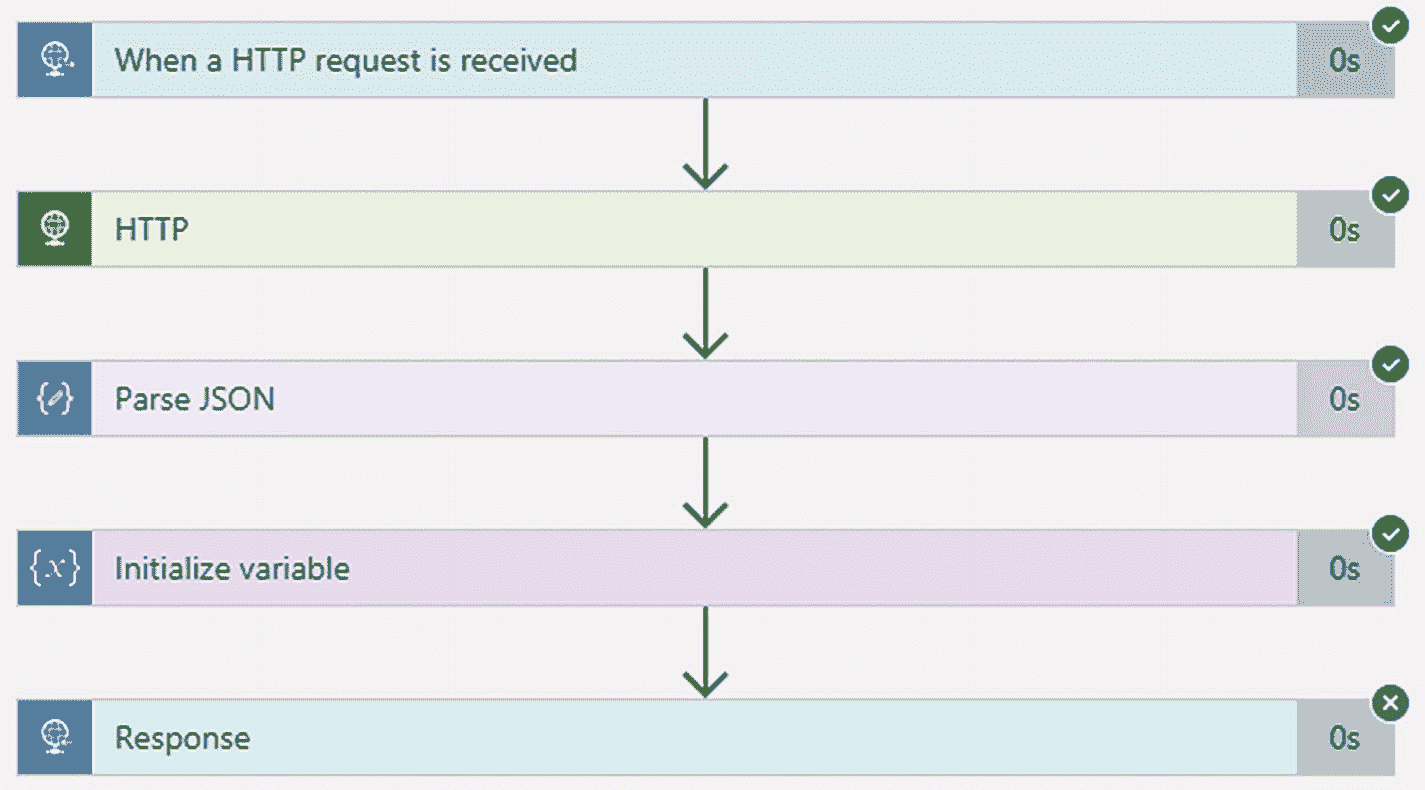 When a HTTP request is received 0s
HTTP 0s
Parse JSON 0s
{x} Initialize variable 0s
Response 0s